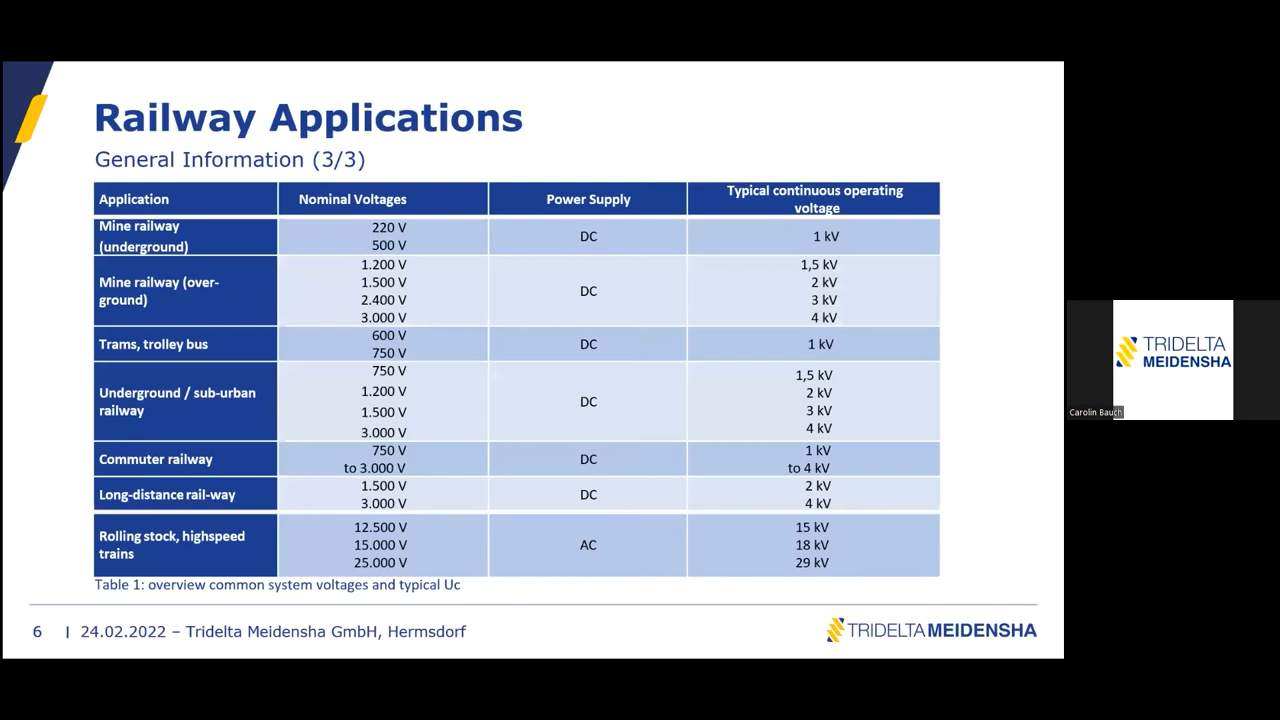 Railway Applications
General Information (3/3)
Application Nominal Voltages Power Supply Typical continuous operating voltage
Mine railway (underground)
220 V
500 V
DC
1 kV
Mine railway (over-ground)
1.200 V
1.500 V
2.400 V
3.000 V
DC
1,5 kV
2 kV
3 kV
4 kV
Trams, trolley bus
600 V
750 V
DC
1 kV
Underground / sub-urban railway
750 V
1.200 V
1.500 V
3.000 V
DC
1,5 kV
2 kV
3 kV
4 kV
Commuter railway
750 V
to 3.000 V
DC
1 kV
to 4 kV
Long-distance rail-way
1.500 V
3.000 V
DC
2 kV
4 kV
Rolling stock, highspeed trains
12.500 V
15.000 V
25.000 V
AC
15 kV
18 kV
29 kV
Table 1: overview common system voltages and typical Uc
6 | 24.02.2022 – Tridelta Meidensha GmbH, Hermsdorf
TRIDELTA MEIDENSHA
TRIDELTA
MEIDENSHA
Carolin Bauch